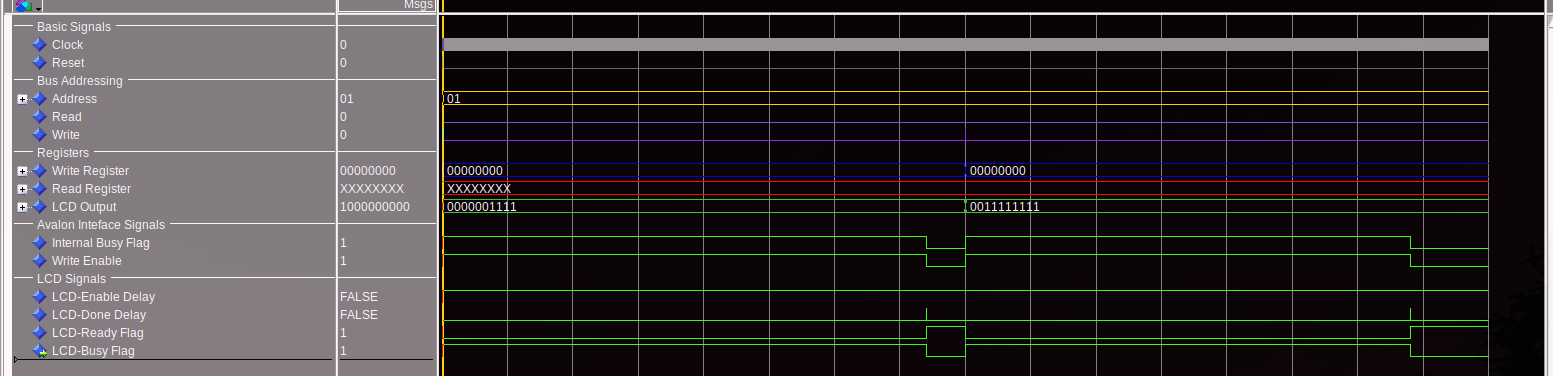 Msgs
Basic Signals
Clock 0
Reset 0
Bus Addressing
Address 01 01
Read 0
Write 0
Registers
Write Register 00000000 00000000 00000000
Read Register XXXXXXXX XXXXXXXX
LCD Output 1000000000 0000001111 0011111111
Avalon Inteface Signals
Internal Busy Flag 1
Write Enable 1
LCD Signals
LCD-Enable Delay FALSE
LCD-Done Delay FALSE
LCD-Ready Flag 1
LCD-Busy Flag 1